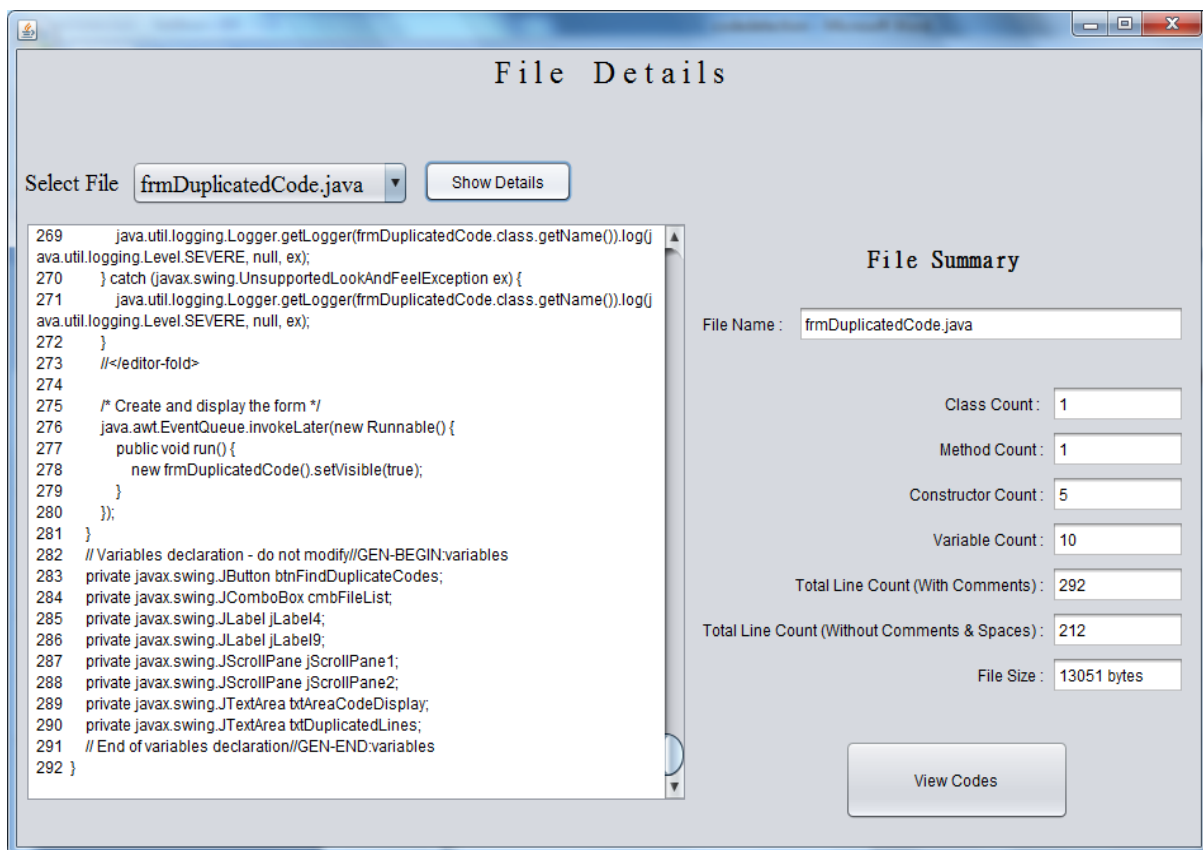 File Details
Select File
frmDuplicatedCode.java
Show Details
269 java.util.logging.Logger.getLogger(frmDuplicatedCode.class.getName()).log(j
ava.util.logging.Level.SEVERE, null, ex);
270 } catch (javax.swing.UnsupportedLookAndFeelException ex) {
271 java.util.logging.Logger.getLogger(frmDuplicatedCode.class.getName()).log(j
ava.util.logging.Level.SEVERE, null, ex);
272 }
273 //</editor-fold>
274
275 /* Create and display the form */
276 java.awt.EventQueue.invokeLater(new Runnable() {
277 public void run() {
278 new frmDuplicatedCode().setVisible(true);
279 }
280 });
281 }
282 // Variables declaration - do not modify//GEN-BEGIN:variables
283 private javax.swing.JButton btnFindDuplicateCodes;
284 private javax.swing.JComboBox cmbFileList;
285 private javax.swing.JLabel jLabel4;
286 private javax.swing.JLabel jLabel9;
287 private javax.swing.JScrollPane jScrollPane1;
288 private javax.swing.JScrollPane jScrollPane2;
289 private javax.swing.JTextArea txtAreaCodeDisplay;
290 private javax.swing.JTextArea txtDuplicatedLines;
291 // End of variables declaration//GEN-END:variables
292 }
File Summary
File Name : frmDuplicatedCode.java
Class Count : 1
Method Count : 1
Constructor Count : 5
Variable Count : 10
Total Line Count (With Comments) : 292
Total Line Count (Without Comments & Spaces) : 212
File Size : 13051 bytes
View Codes